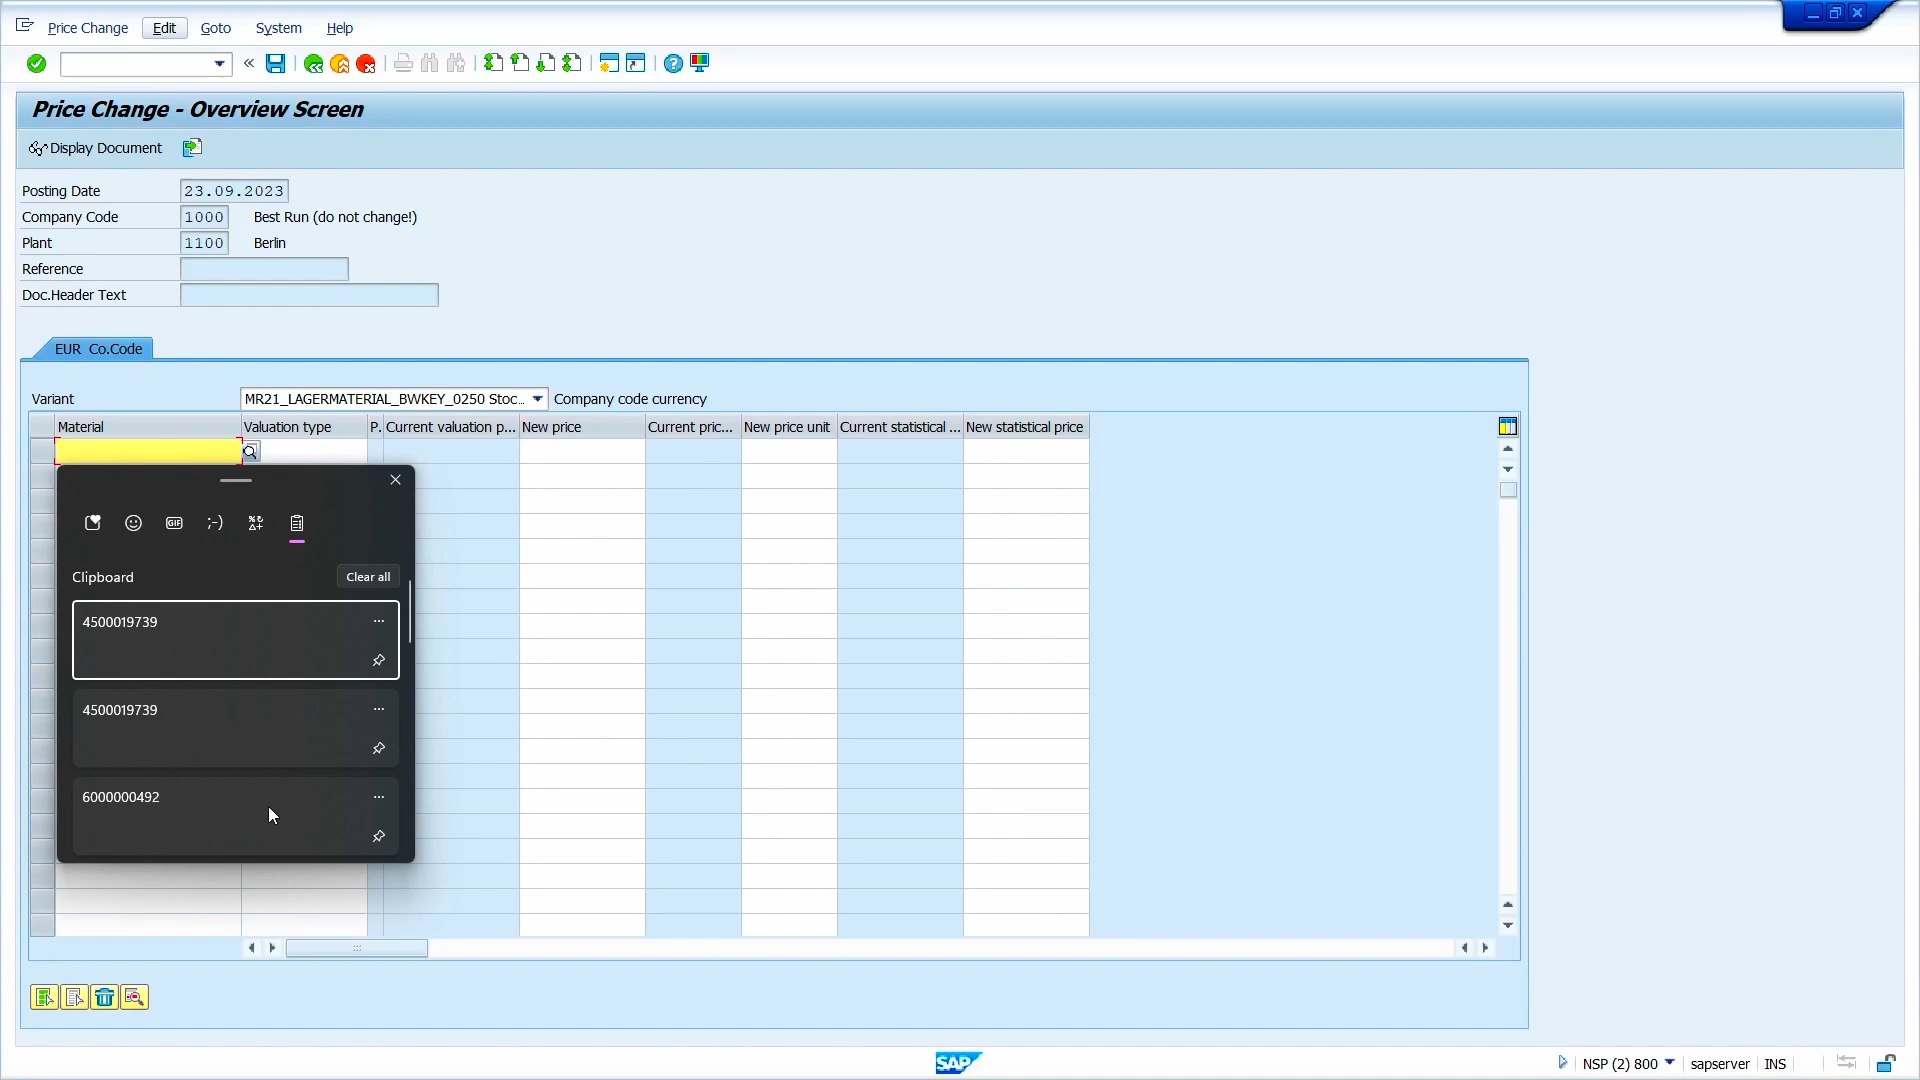 Price Change Edit Goto System Help
Price Change - Overview Screen
Display Document
Posting Date 23.09.2023
Company Code 1000 Best Run (do not change!)
Plant 1100 Berlin
Reference
Doc.Header Text
EUR Co.Code
Variant MR21_LAGERMATERIAL_BWKEY_0250 Stoc... Company code currency
Material Valuation type P. Current valuation p... New price Current pric... New price unit Current statistical ... New statistical price
GIF ;-)
Clipboard Clear all
4500019739
4500019739
6000000492
SAP NSP (2) 800 sapserver INS